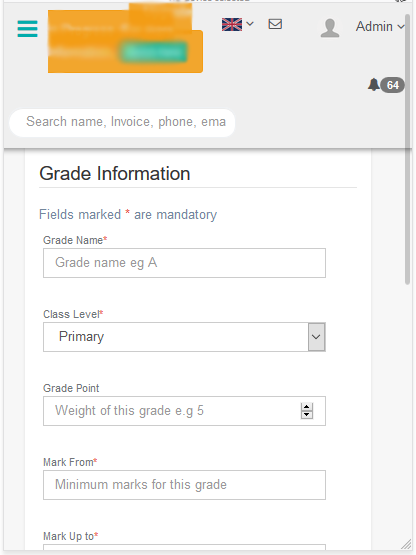 Admin
64
Search name, Invoice, phone, ema
Grade Information
Fields marked * are mandatory
Grade Name*
Grade name eg A
Class Level*
Primary
Grade Point
Weight of this grade e.g 5
Mark From*
Minimum marks for this grade
Mark Up to*